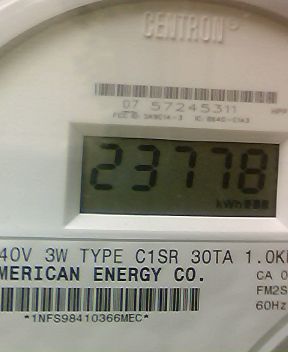 CENTRON
07 57245311
23778
kWh
40V 3W TYPE C1SR 30TA 1.0K
MERICAN ENERGY CO.
CA 0
FM2S
60Hz
*1NFS98410366MEC*